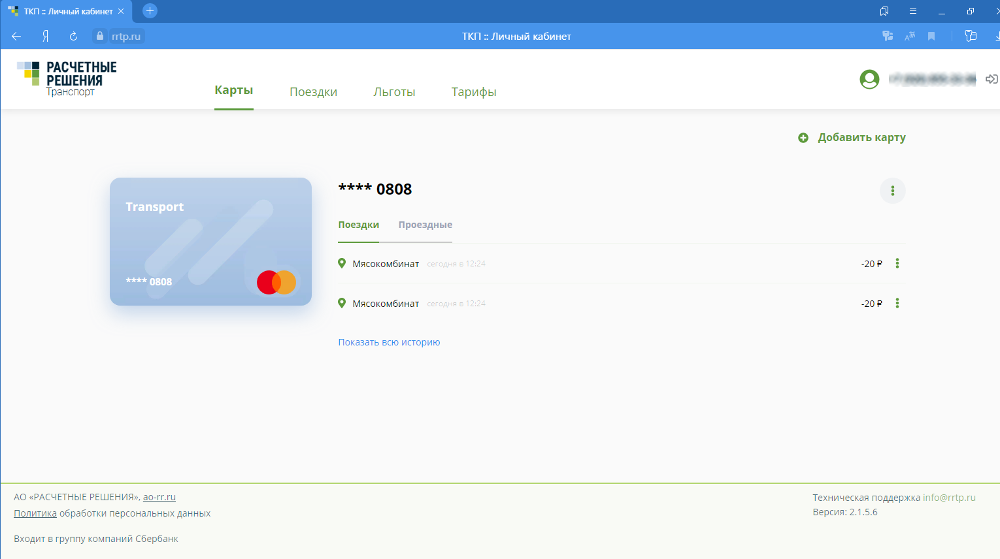 ТКП :: Личный кабинет
rrtp.ru
ТКП :: Личный кабинет
РАСЧЕТНЫЕ
РЕШЕНИЯ
Транспорт
Карты
Поездки
Льготы
Тарифы
Добавить карту
Transport
**** 0808
**** 0808
Поездки
Проездные
Мясокомбинат сегодня в 12:24 -20 ₽
Мясокомбинат сегодня в 12:24 -20 ₽
Показать всю историю
АО «РАСЧЕТНЫЕ РЕШЕНИЯ», ao-rr.ru
Политика обработки персональных данных
Входит в группу компаний Сбербанк
Техническая поддержка info@rrtp.ru
Версия: 2.1.5.6